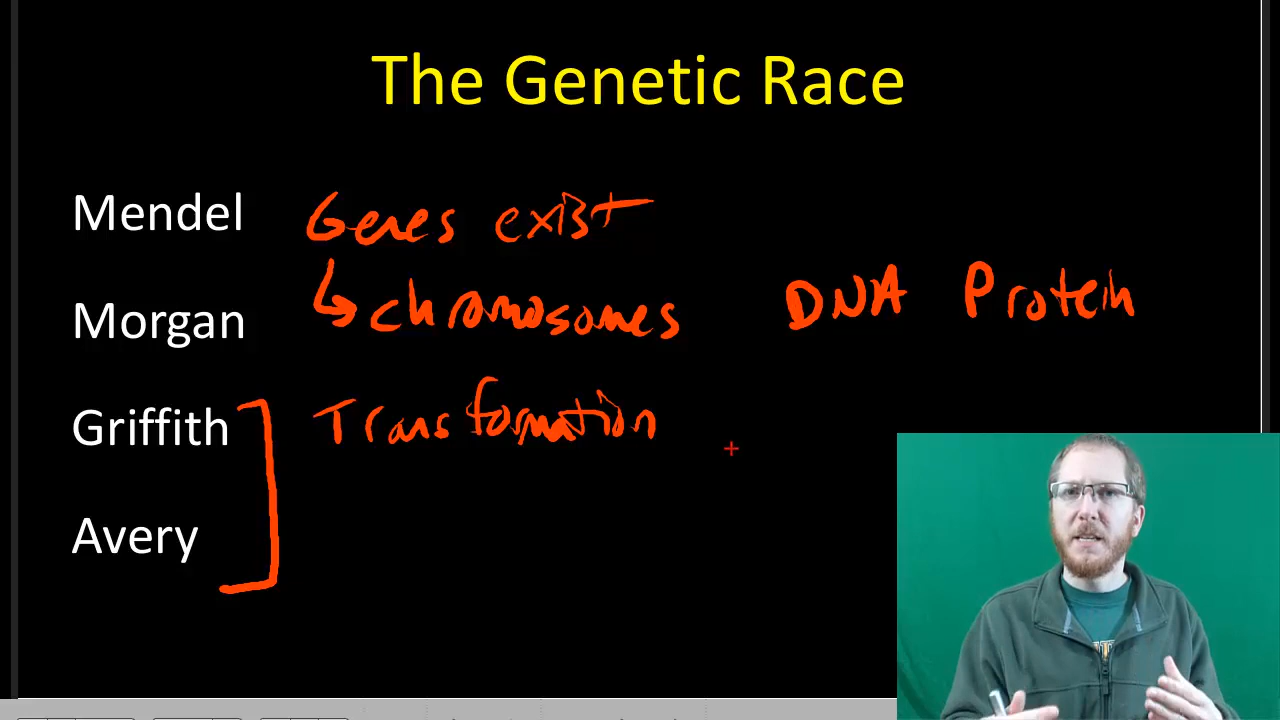 The Genetic Race
Mendel Genes exist
Morgan chromosomes DNA Protein
Griffith Transformation
Avery